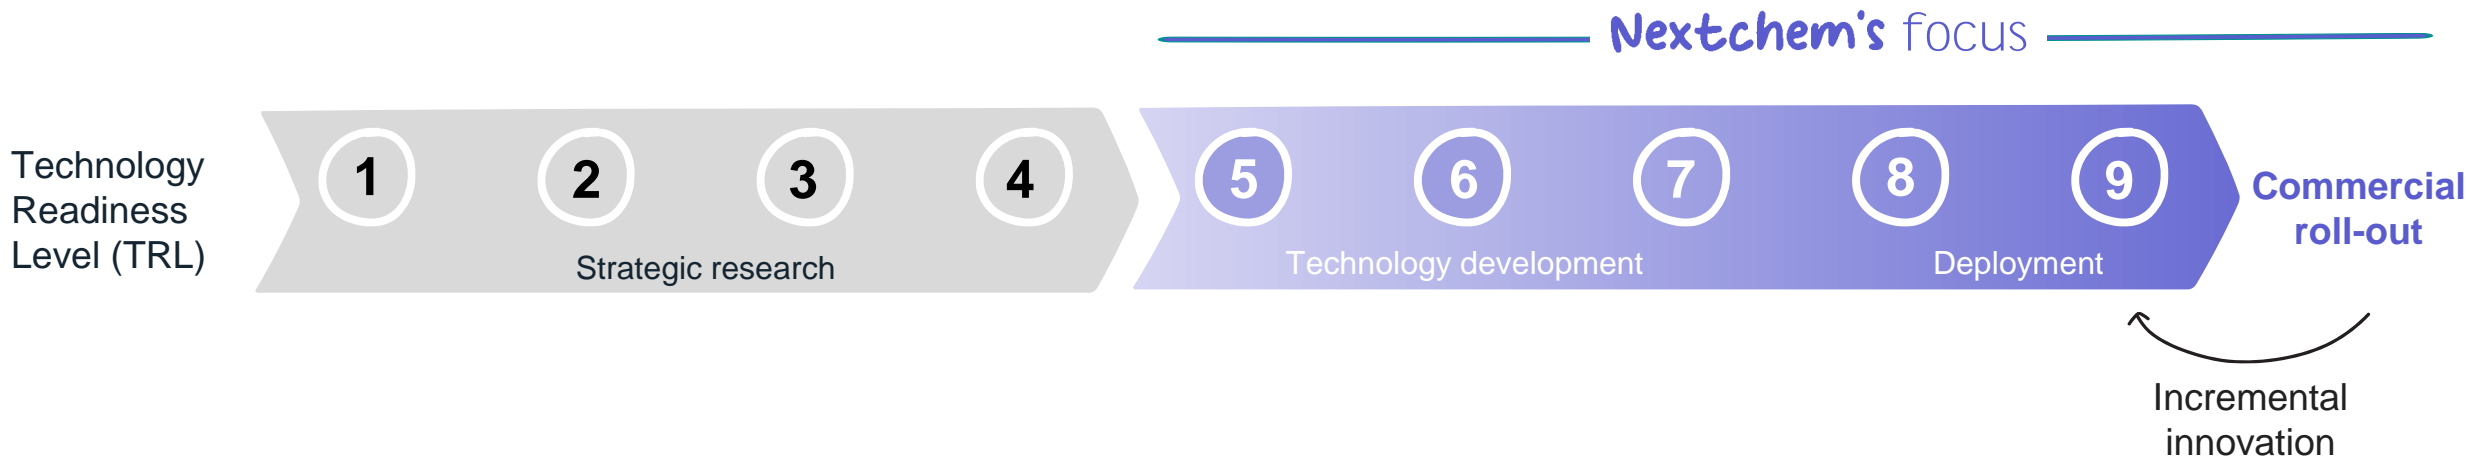 Nextchem's focus
Technology
Readiness
Level (TRL)
1 2 3 4 5 6 7 8 9
Strategic research
Technology development
Deployment
Commercial
roll-out
Incremental
innovation